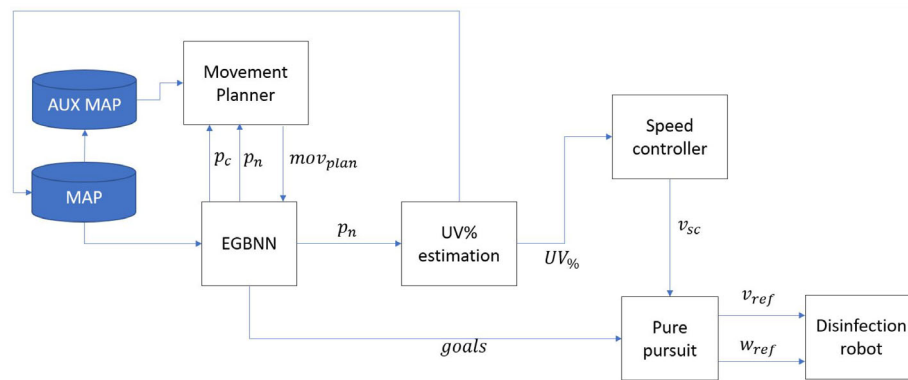 Movement
Planner
AUX MAP
MAP
p_c
p_n
mov_plan
EGBNN
p_n
UV%
estimation
UV_%
Speed
controller
v_sc
goals
Pure
pursuit
v_ref
w_ref
Disinfection
robot